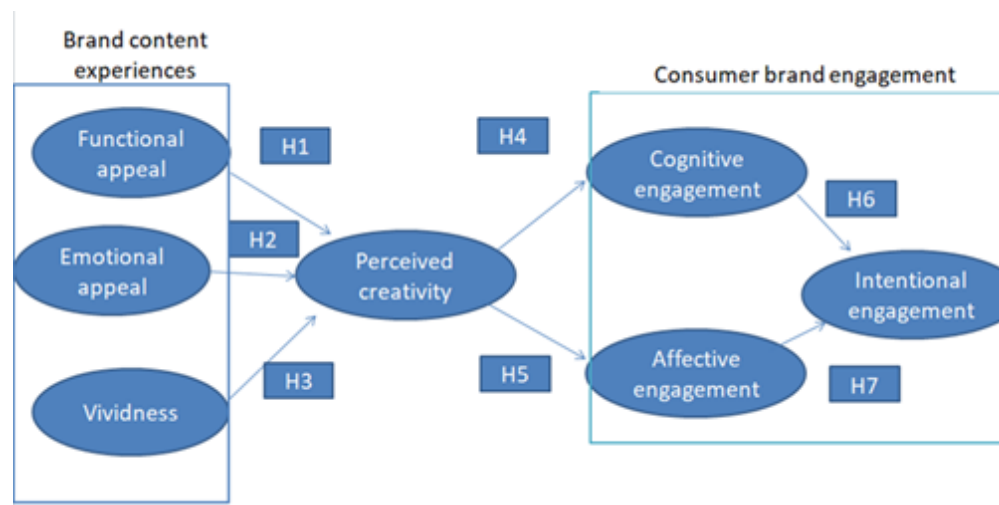 Brand content
experiences
Functional
appeal
H1
Emotional
appeal
H2
Vividness
H3
Perceived
creativity
H4
H5
Consumer brand engagement
Cognitive
engagement
H6
Intentional
engagement
Affective
engagement
H7